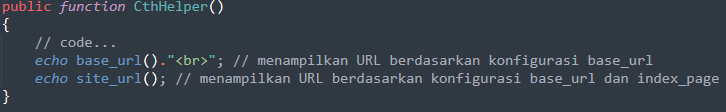 public function CthHelper()
{
    // code...
    echo base_url()."<br>"; // menampilkan URL berdasarkan konfigurasi base_url
    echo site_url(); // menampilkan URL berdasarkan konfigurasi base_url dan index_page
}